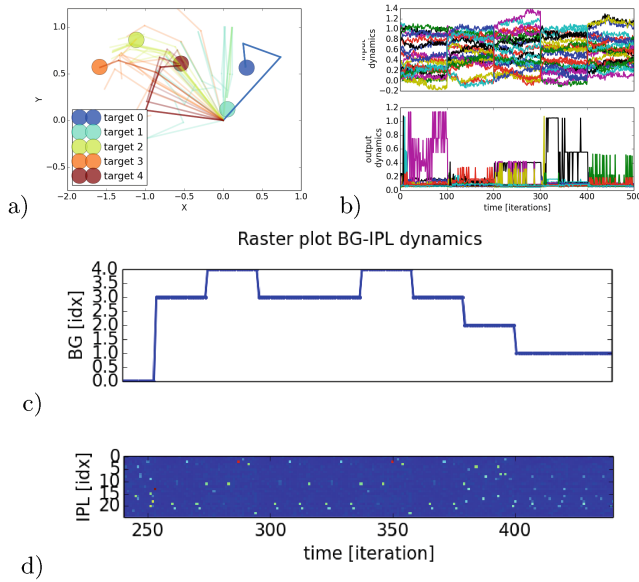 1.0
0.5
0.0
−0.5
Y
−2.0 −1.5 −1.0 −0.5 0.0 0.5 1.0
X
target 0
target 1
target 2
target 3
target 4
a)
1.4
1.2
1.0
0.8
0.6
0.4
0.2
0.0
−0.2
dynamics
1.2
1.0
0.8
0.6
0.4
0.2
0.0
output
dynamics
0 100 200 300 400 500
time [iterations]
b)
Raster plot BG-IPL dynamics
4.0
3.5
3.0
2.5
2.0
1.5
1.0
0.5
0.0
BG [idx]
c)
0
5
10
15
20
IPL [idx]
250 300 350 400
time [iteration]
d)